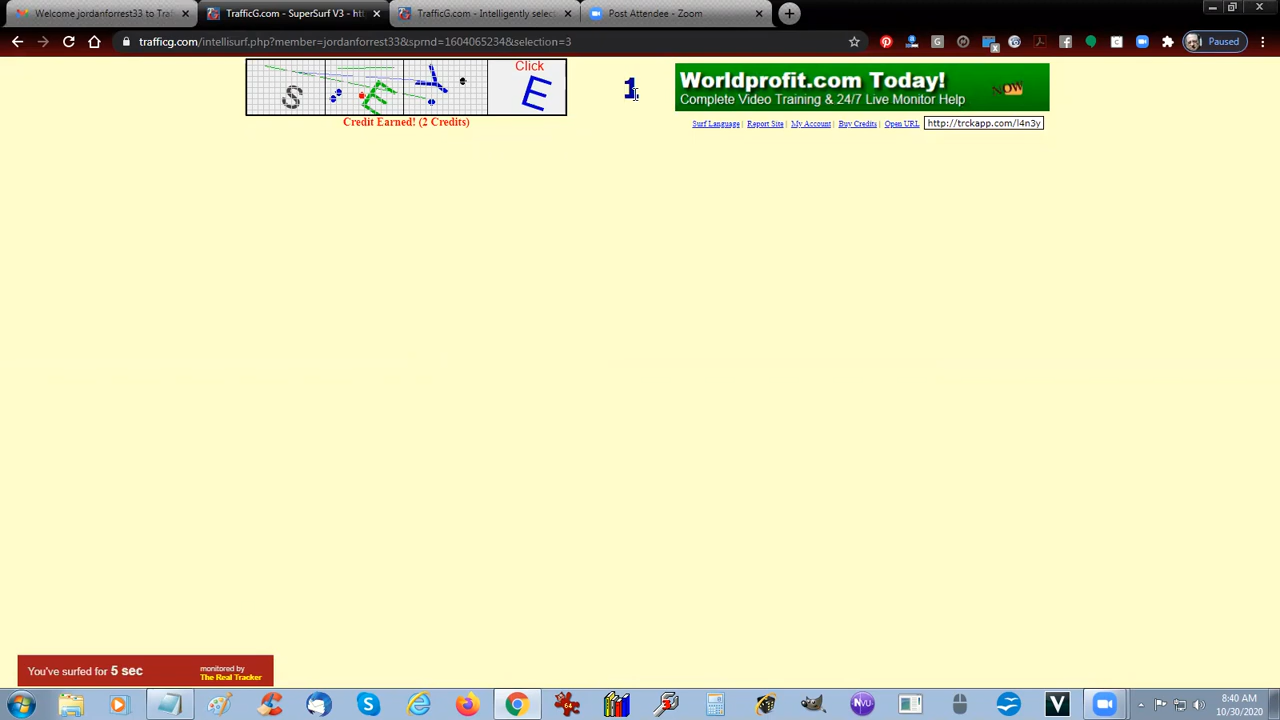 Welcome jordanforrest33 to Tra
TrafficG.com - SuperSurf V3 - htt
TrafficG.com - Intelligently selec
Post Attendee - Zoom
trafficg.com/intellisurf.php?member=jordanforrest33&sprnd=1604065234&selection=3
Paused
S
E
Y
Click
E
1
Credit Earned! (2 Credits)
Worldprofit.com Today!
Complete Video Training & 24/7 Live Monitor Help
NOW
Surf Language | Report Site | My Account | Buy Credits | Open URL http://trckapp.com/l4n3y
You've surfed for 5 sec
monitored by
The Real Tracker
8:40 AM
10/30/2020